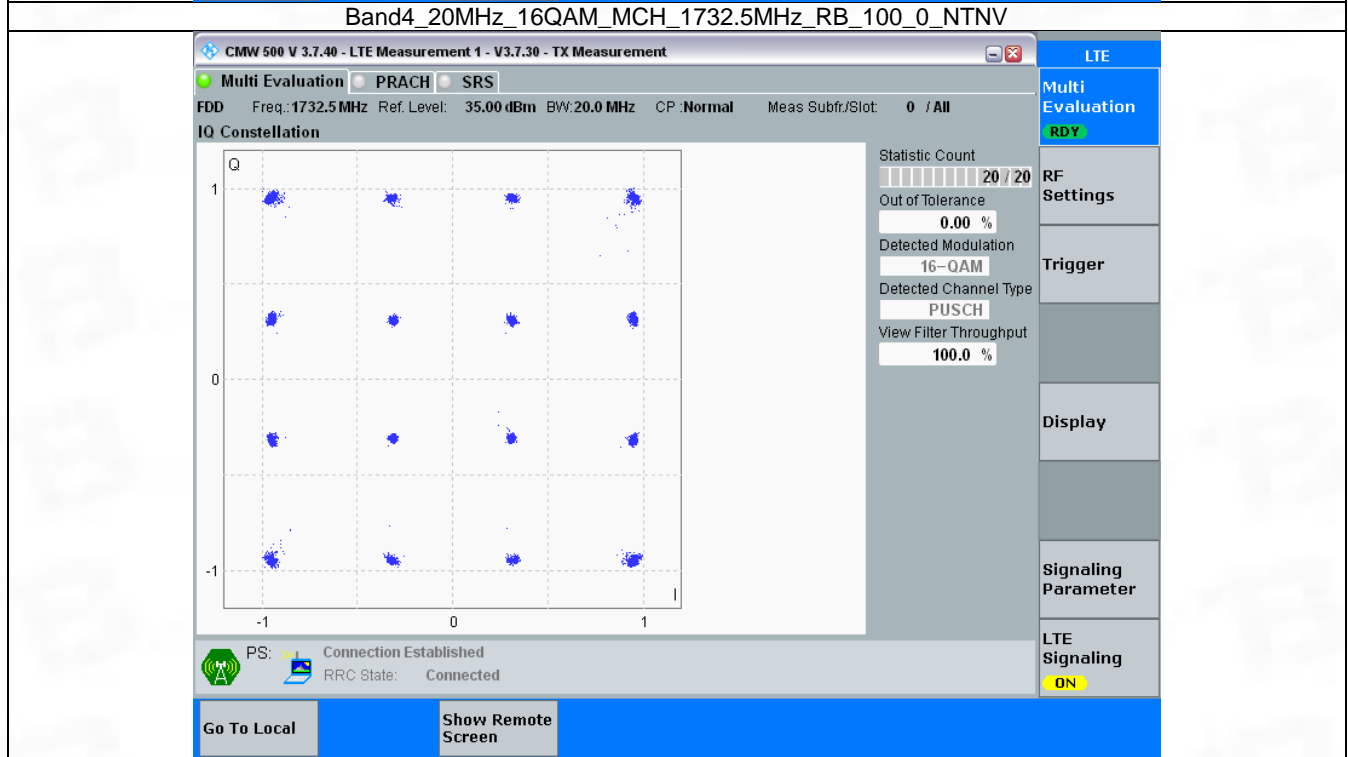 Band4_20MHz_16QAM_MCH_1732.5MHz_RB_100_0_NTNV
CMW 500 V 3.7.40 - LTE Measurement 1 - V3.7.30 - TX Measurement
LTE
Multi Evaluation PRACH SRS
Multi
Evaluation
RDY
FDD Freq.: 1732.5 MHz Ref. Level: 35.00 dBm BW: 20.0 MHz CP : Normal Meas Subfr./Slot: 0 / All
IQ Constellation
Q
1
0
-1
I
-1 0 1
Statistic Count
20 / 20
Out of Tolerance
0.00 %
Detected Modulation
16-QAM
Detected Channel Type
PUSCH
View Filter Throughput
100.0 %
RF
Settings
Trigger
Display
Signaling
Parameter
LTE
Signaling
ON
PS: Connection Established
RRC State: Connected
Go To Local
Show Remote
Screen